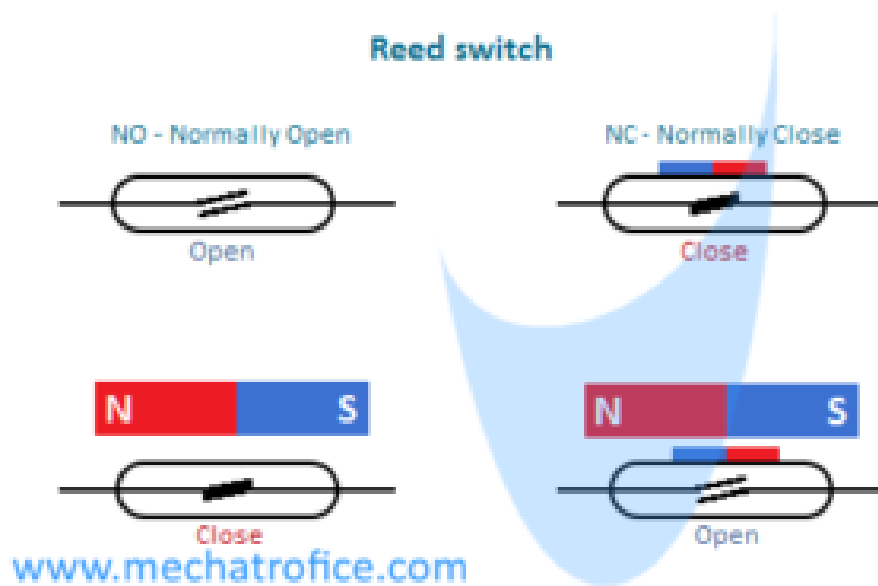 Reed switch
NO - Normally Open
NC - Normally Close
Open
Close
N S
N S
Close
Open
www.mechatrofice.com